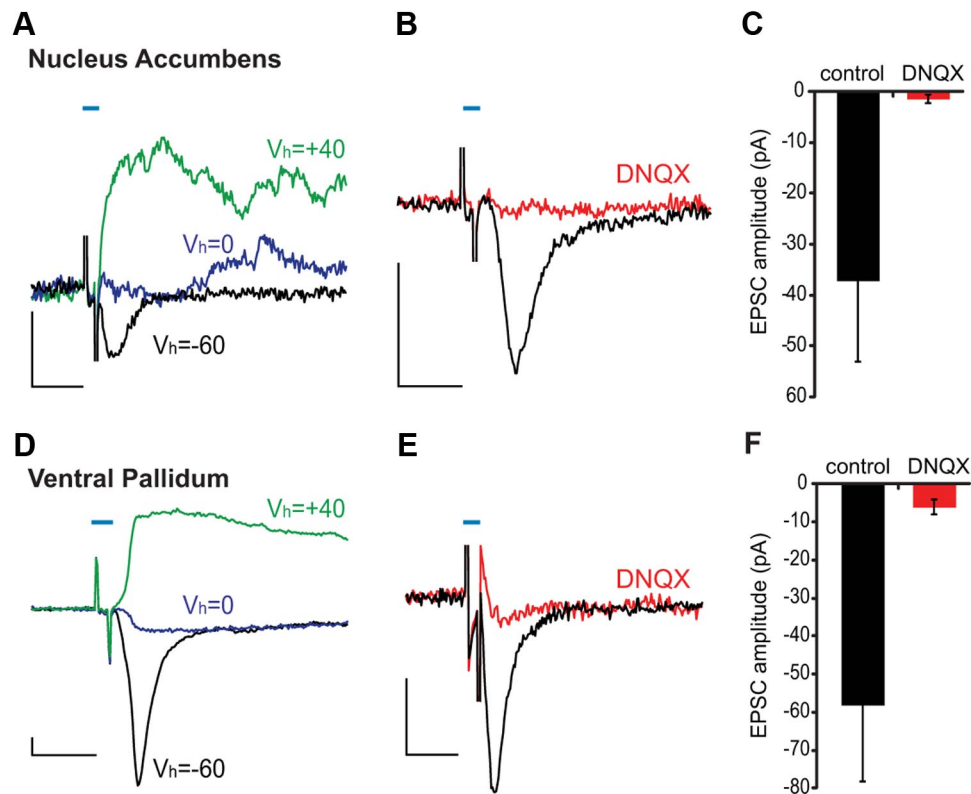 A
Nucleus Accumbens
Vh=+40
Vh=0
Vh=-60
B
DNQX
C
control DNQX
EPSC amplitude (pA)
0
-10
-20
-30
-40
-50
60
D
Ventral Pallidum
Vh=+40
Vh=0
Vh=-60
E
DNQX
F
control DNQX
EPSC amplitude (pA)
0
-10
-20
-30
-40
-50
-60
-70
-80